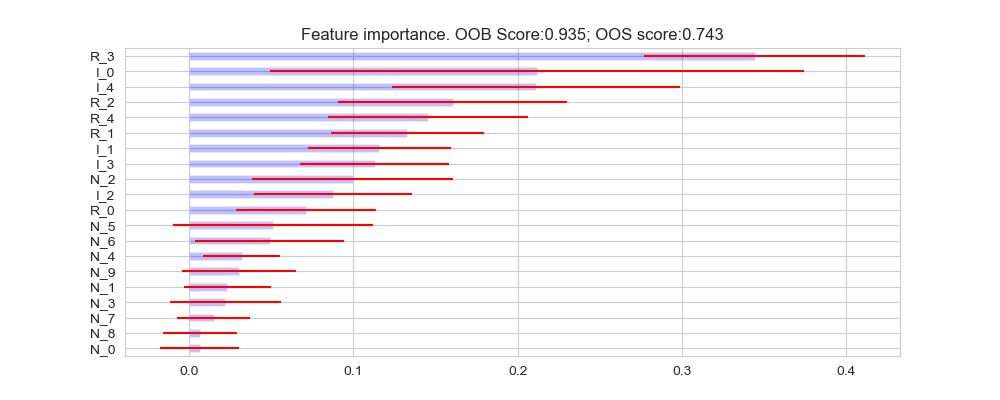 Feature importance. OOB Score:0.935; OOS score:0.743
R_3
I_0
I_4
R_2
R_4
R_1
I_1
I_3
N_2
I_2
R_0
N_5
N_6
N_4
N_9
N_1
N_3
N_7
N_8
N_0
0.0 0.1 0.2 0.3 0.4